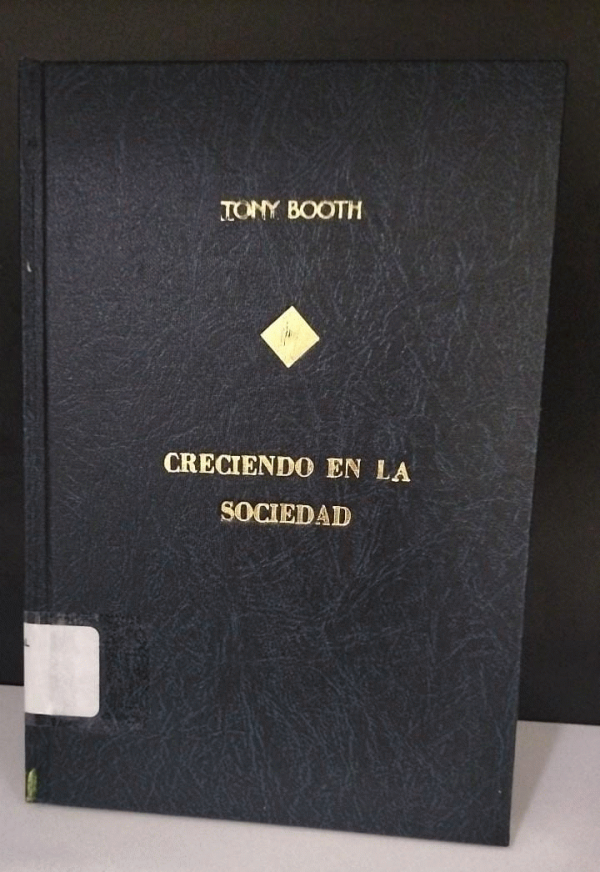 TONY BOOTH
CRECIENDO EN LA
SOCIEDAD